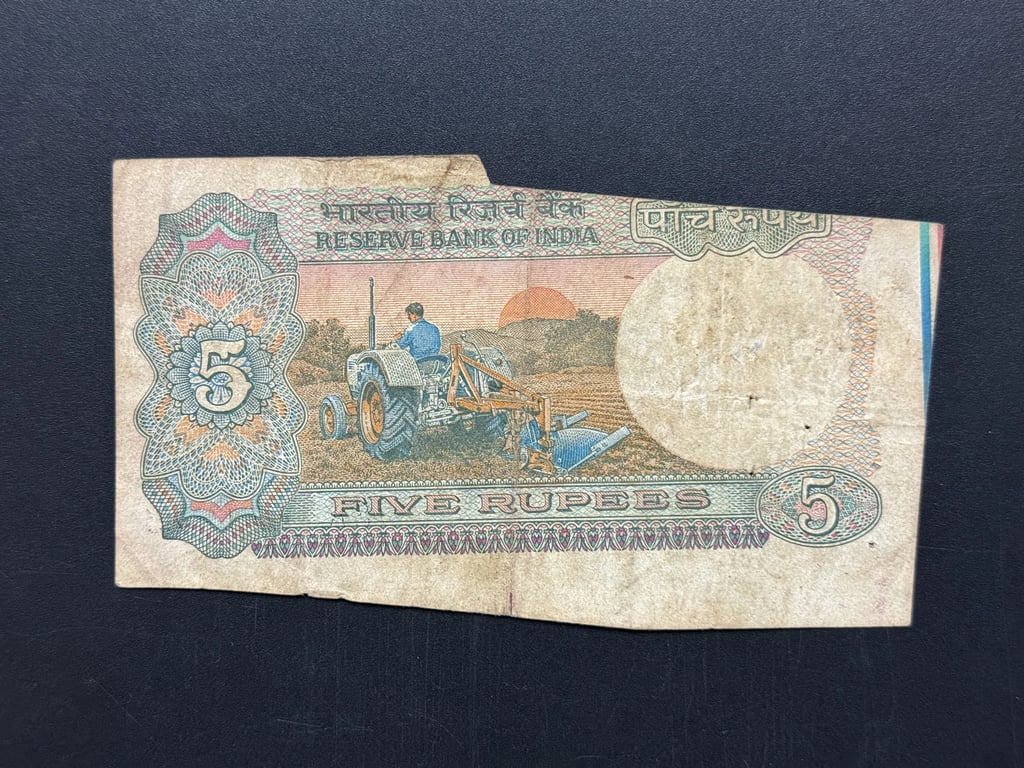 भारतीय रिज़र्व बैंक
पाँच रुपये
RESERVE BANK OF INDIA
5
FIVE RUPEES
5